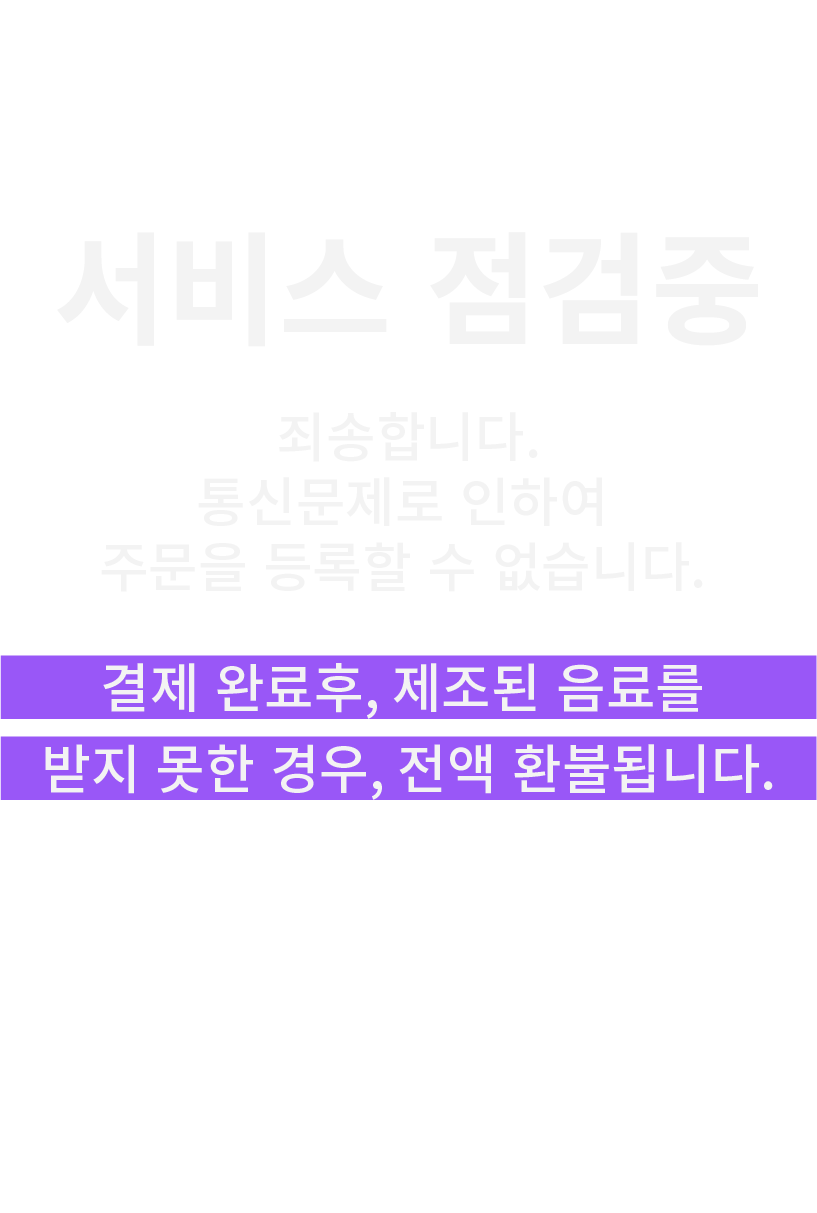 서비스 점검중
죄송합니다.
통신문제로 인하여
주문을 등록할 수 없습니다.
결제 완료후, 제조된 음료를
받지 못한 경우, 전액 환불됩니다.